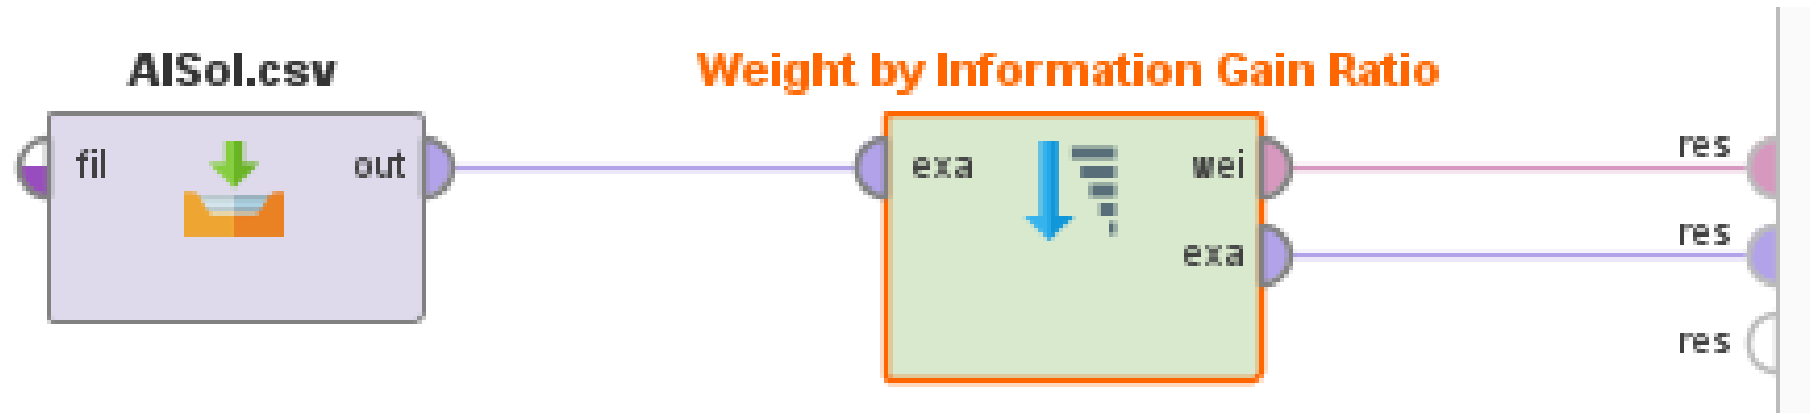 AISol.csv
Weight by Information Gain Ratio
fil
out
exa
wei
exa
res
res
res